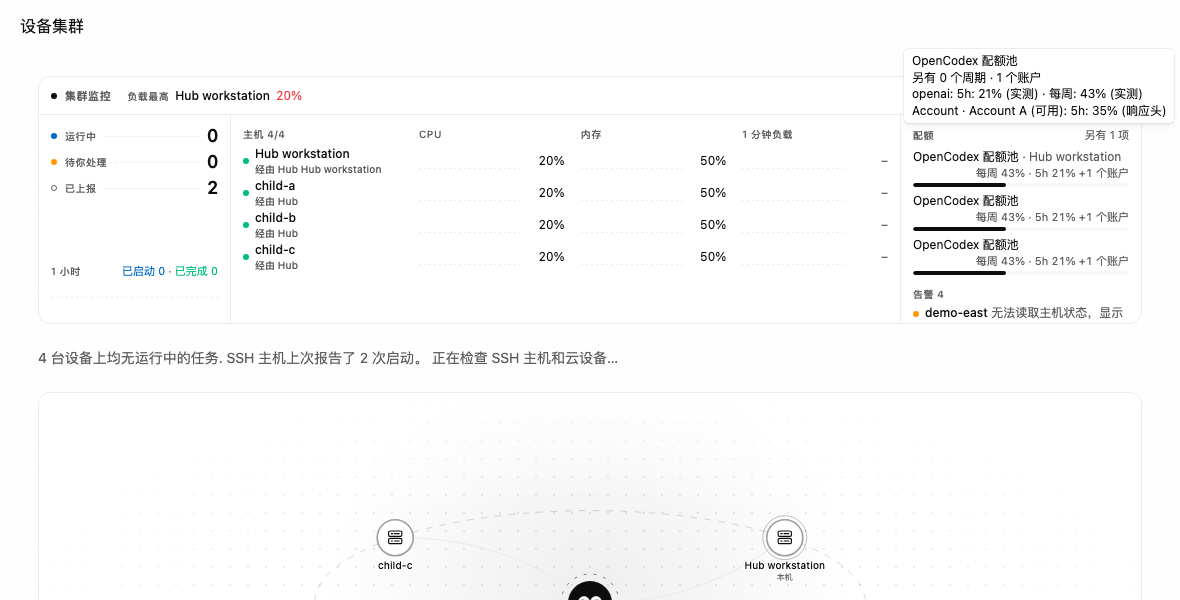 设备集群
OpenCodex 配额池
另有 0 个周期 · 1 个账户
openai: 5h: 21% (实测) · 每周: 43% (实测)
Account · Account A (可用): 5h: 35% (响应头)
集群监控 负载最高 Hub workstation 20%
运行中 0
待你处理 0
已上报 2
1 小时 已启动 0 · 已完成 0
主机 4/4 CPU 内存 1 分钟负载
Hub workstation 20% 50% –
经由 Hub Hub workstation
child-a 20% 50% –
经由 Hub
child-b 20% 50% –
经由 Hub
child-c 20% 50% –
经由 Hub
配额 另有 1 项
OpenCodex 配额池 · Hub workstation
每周 43% · 5h 21% +1 个账户
OpenCodex 配额池
每周 43% · 5h 21% +1 个账户
OpenCodex 配额池
每周 43% · 5h 21% +1 个账户
告警 4
demo-east 无法读取主机状态，显示
4 台设备上均无运行中的任务. SSH 主机上次报告了 2 次启动。 正在检查 SSH 主机和云设备...
child-c
Hub workstation
本机